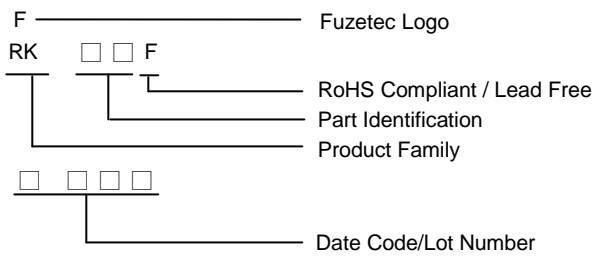 F Fuzetec Logo
RK □ □ F
RoHS Compliant / Lead Free
Part Identification
Product Family
□ □ □ □
Date Code/Lot Number